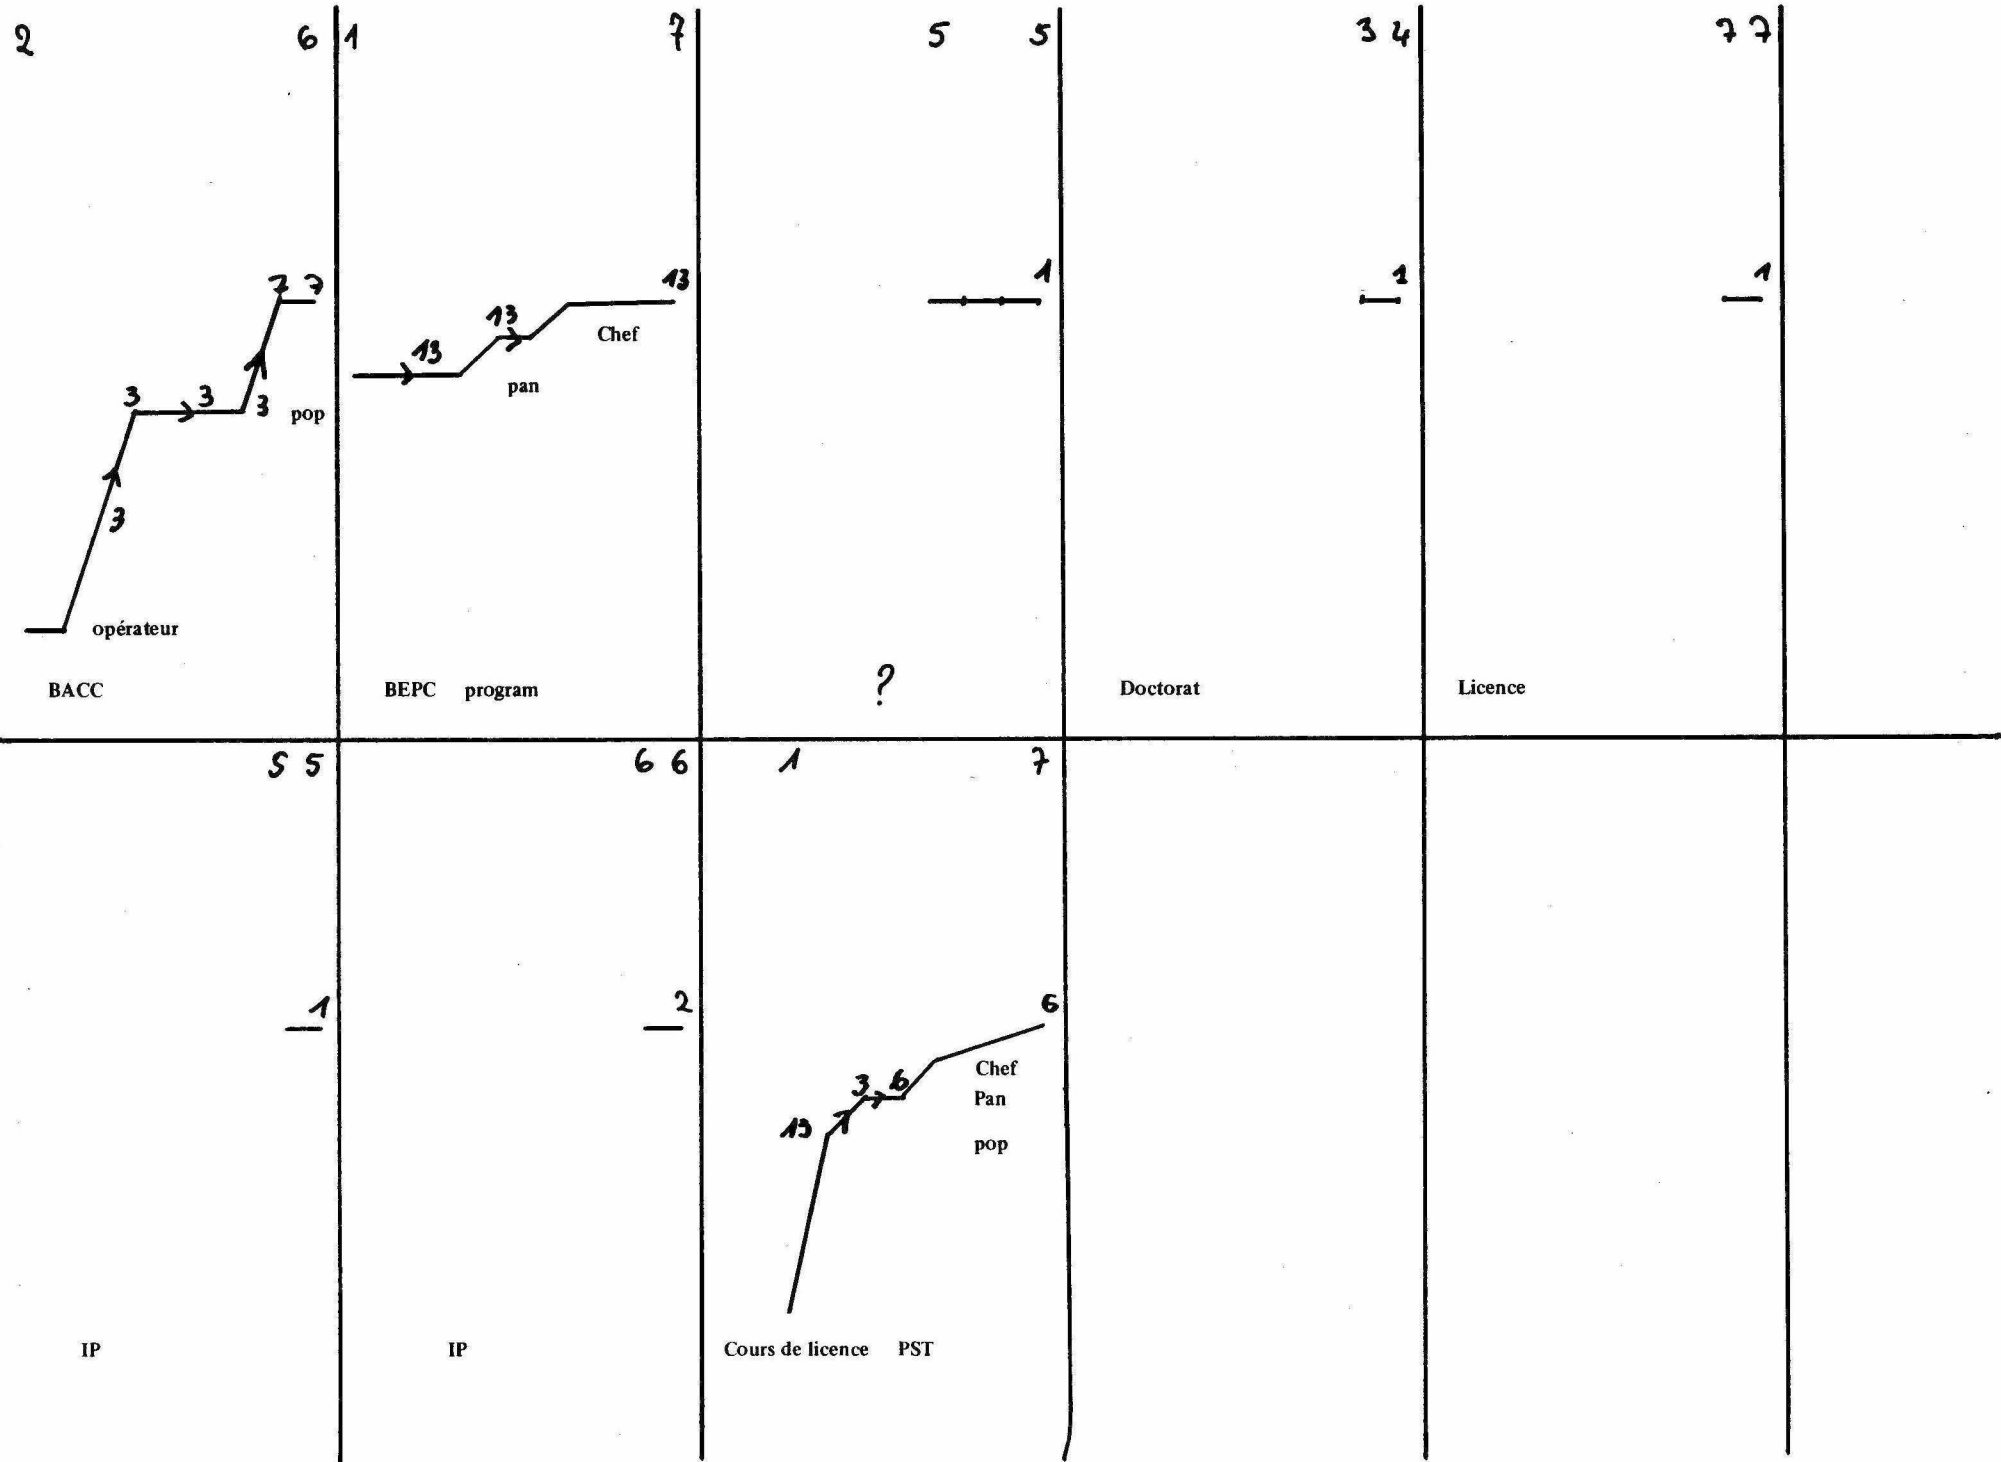 2 6 1 7 5 5 3 4 7 7
7 7
3 3 3 pop
3
opérateur
BACC
13 13 13
Chef
pan
BEPC program
1
?
1
Doctorat
1
Licence
5 5 6 6 1 7
1
IP
2
IP
6
13 3 6
Chef
Pan
pop
Cours de licence PST